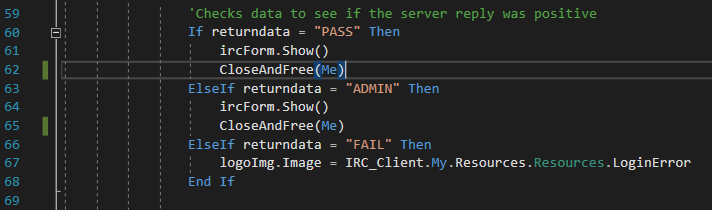 59 'Checks data to see if the server reply was positive
60 If returndata = "PASS" Then
61 ircForm.Show()
62 CloseAndFree(Me)
63 ElseIf returndata = "ADMIN" Then
64 ircForm.Show()
65 CloseAndFree(Me)
66 ElseIf returndata = "FAIL" Then
67 logoImg.Image = IRC_Client.My.Resources.Resources.LoginError
68 End If
69